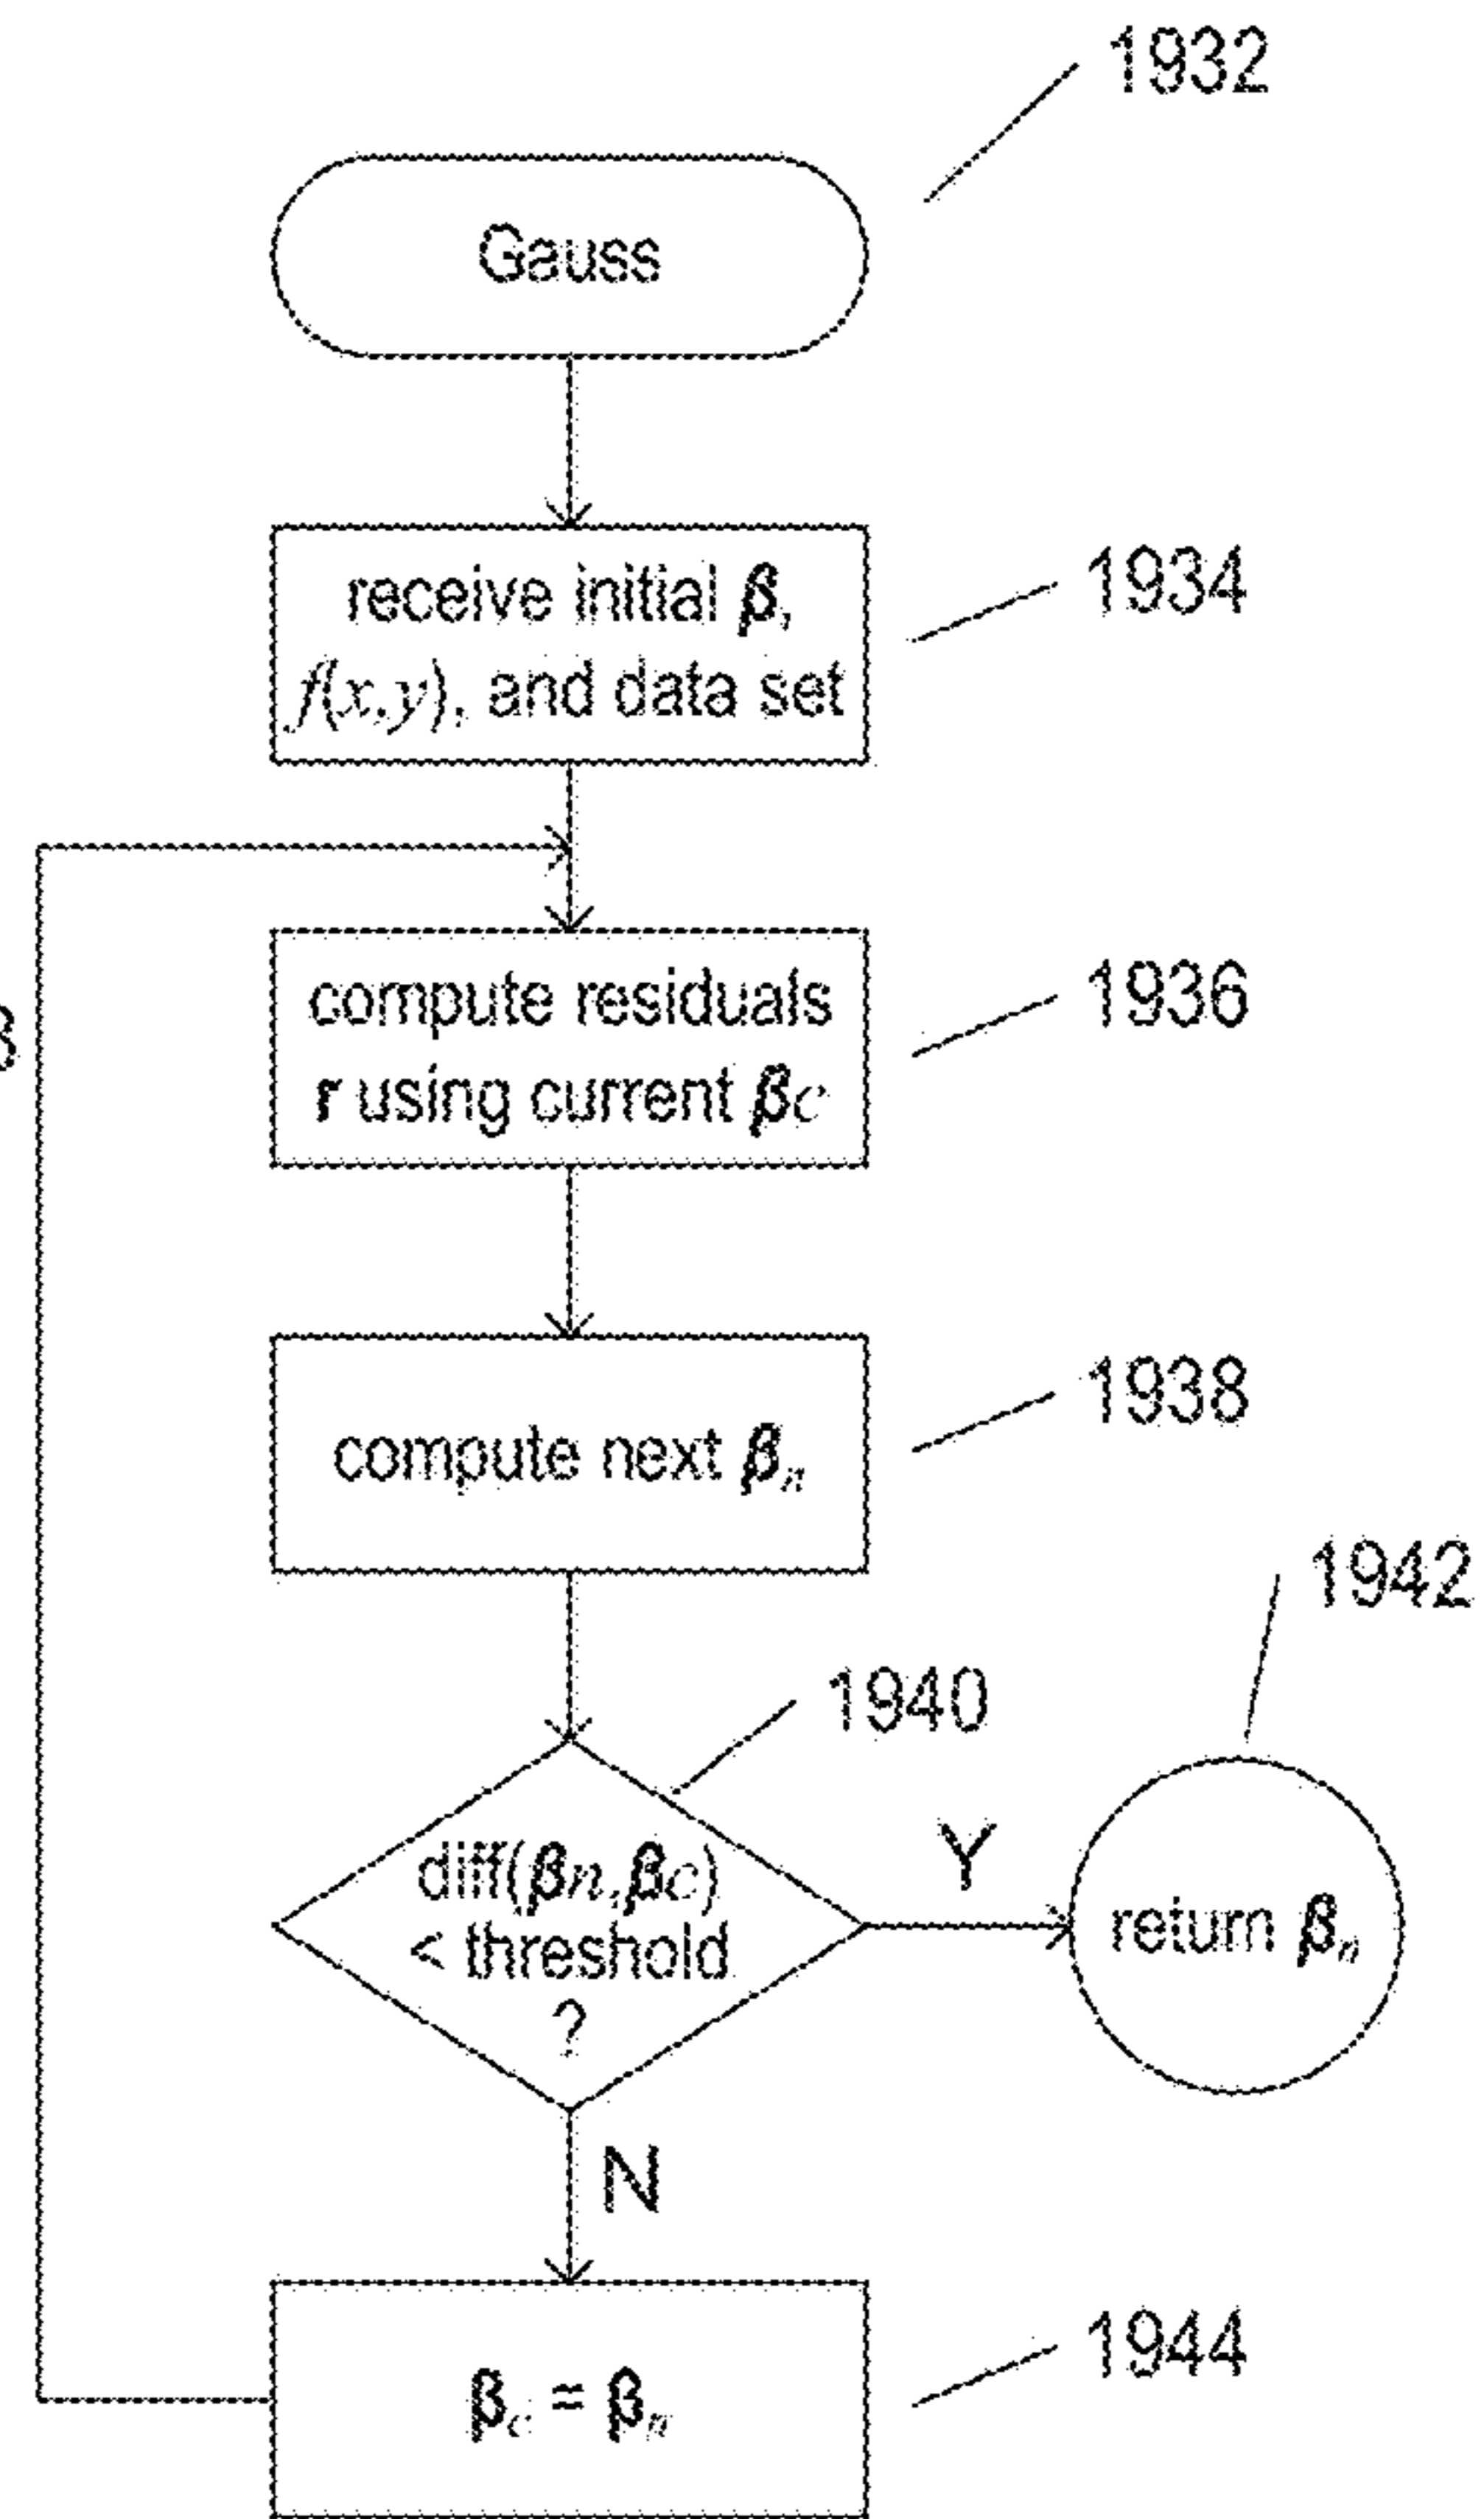 1932
Gauss
receive initial β,
f(x,y), and data set
1934
compute residuals
r using current βc
1936
compute next βn
1938
1942
1940
diff(βn,βc)
< threshold
?
Y
return βn
N
βc = βn
1944